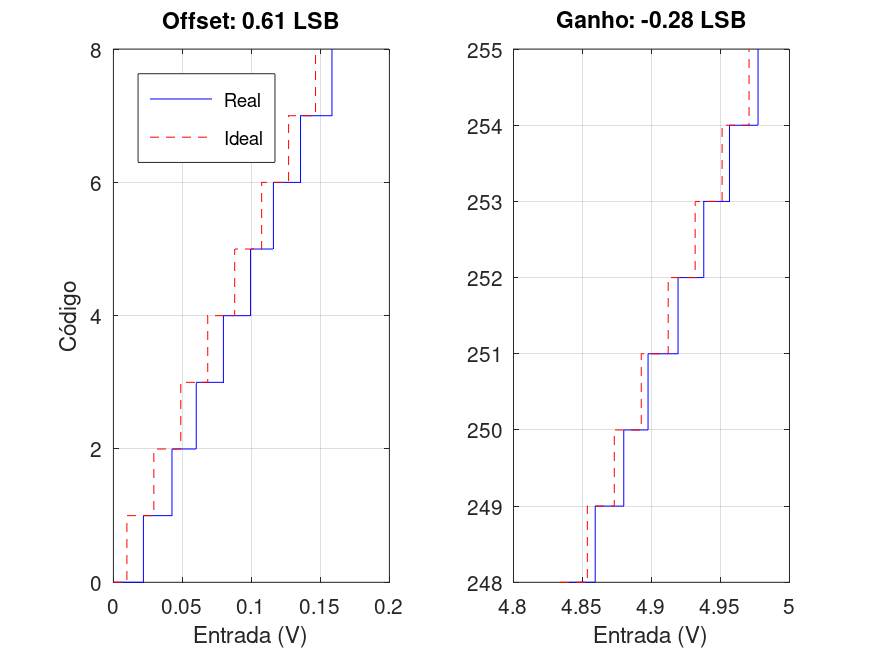 Offset: 0.61 LSB
Real
Ideal
8
6
4
2
0
Código
0 0.05 0.1 0.15 0.2
Entrada (V)
Ganho: -0.28 LSB
255
254
253
252
251
250
249
248
4.8 4.85 4.9 4.95 5
Entrada (V)